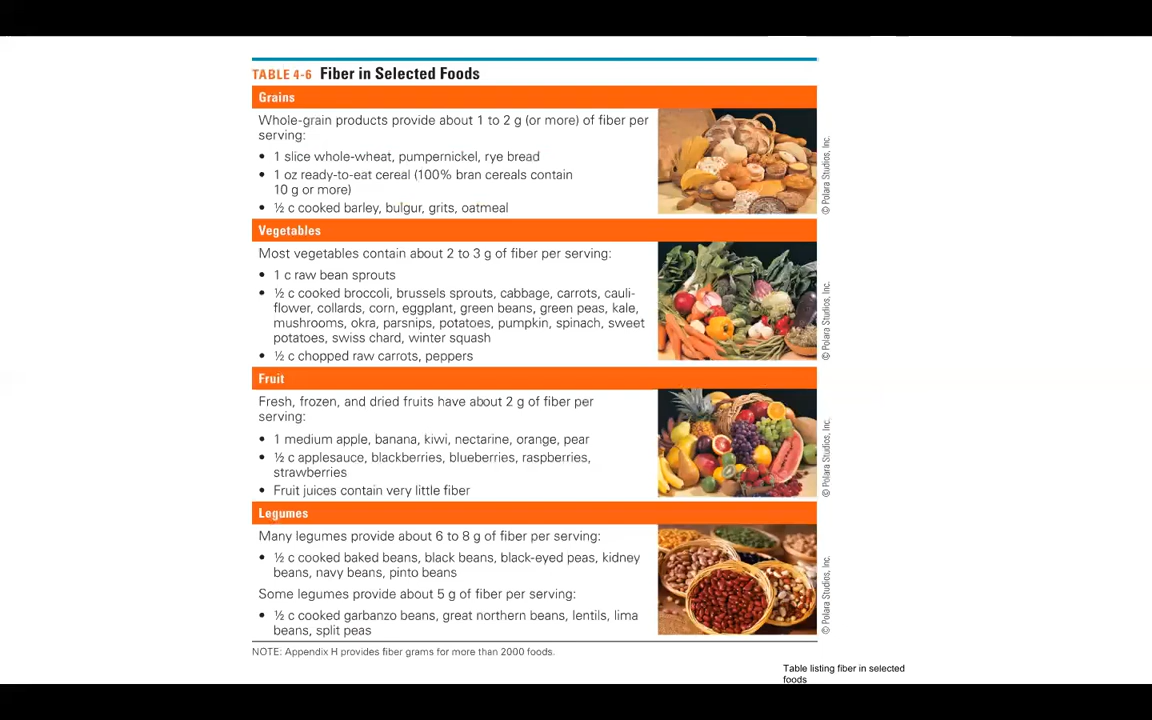 TABLE 4-6 Fiber in Selected Foods
Grains
Whole-grain products provide about 1 to 2 g (or more) of fiber per
serving:
• 1 slice whole-wheat, pumpernickel, rye bread
• 1 oz ready-to-eat cereal (100% bran cereals contain
10 g or more)
• ½ c cooked barley, bulgur, grits, oatmeal
© Polara Studios, Inc.
Vegetables
Most vegetables contain about 2 to 3 g of fiber per serving:
• 1 c raw bean sprouts
• ½ c cooked broccoli, brussels sprouts, cabbage, carrots, cauli-
flower, collards, corn, eggplant, green beans, green peas, kale,
mushrooms, okra, parsnips, potatoes, pumpkin, spinach, sweet
potatoes, swiss chard, winter squash
• ½ c chopped raw carrots, peppers
© Polara Studios, Inc.
Fruit
Fresh, frozen, and dried fruits have about 2 g of fiber per
serving:
• 1 medium apple, banana, kiwi, nectarine, orange, pear
• ½ c applesauce, blackberries, blueberries, raspberries,
strawberries
• Fruit juices contain very little fiber
© Polara Studios, Inc.
Legumes
Many legumes provide about 6 to 8 g of fiber per serving:
• ½ c cooked baked beans, black beans, black-eyed peas, kidney
beans, navy beans, pinto beans
Some legumes provide about 5 g of fiber per serving:
• ½ c cooked garbanzo beans, great northern beans, lentils, lima
beans, split peas
© Polara Studios, Inc.
NOTE: Appendix H provides fiber grams for more than 2000 foods.
Table listing fiber in selected
foods